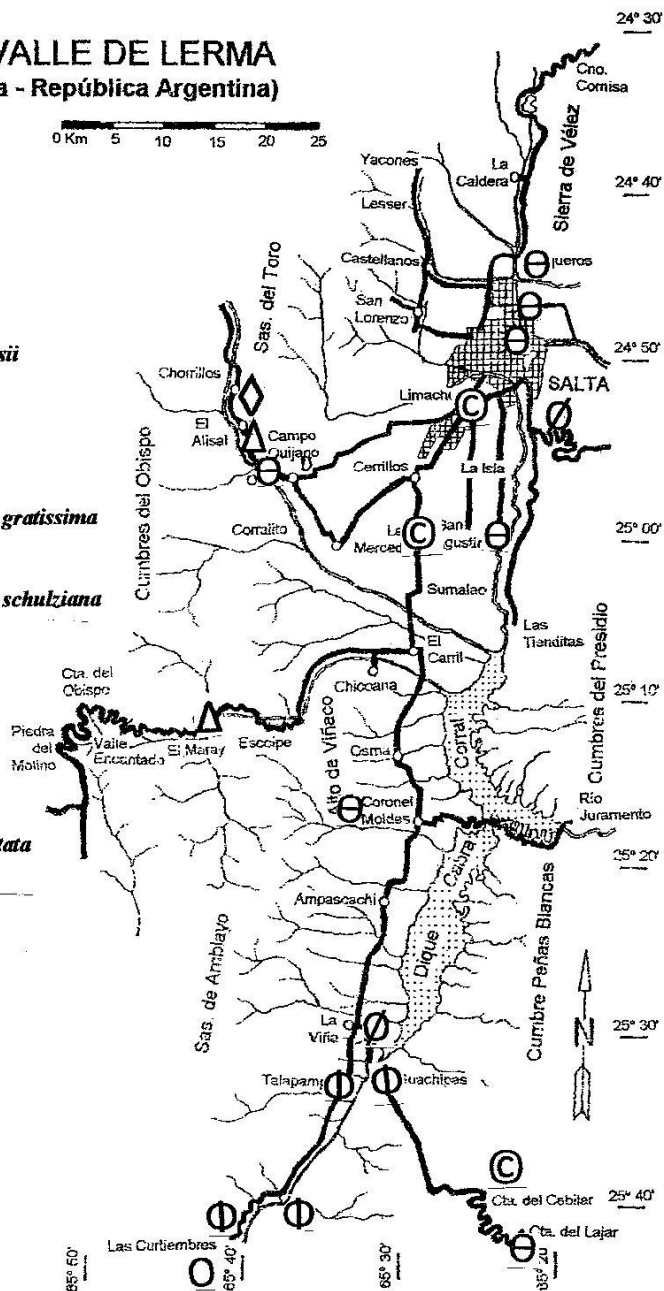 VALLE DE LERMA
a - República Argentina)
0 Km 5 10 15 20 25
24° 30'
Cno. Cornisa
Sierra de Vélez
Yacones
La Caldera
24° 40'
Lesser
Castellanos
ueros
San Lorenzo
Sas. del Toro
24° 50'
sii
Chorrillos
Limache
SALTA
El Alisal
Campo Quijano
Cerrillos
La Isla
gratissima
Cumbres del Obispo
Corralito
La Merced
San Agustín
25° 00'
schulziana
Sumalao
Las Tienditas
El Carril
Cta. del Obispo
Chicoana
25° 10'
Cumbres del Presidio
Piedra del Molino
Valle Encantado
El Maray
Escoipe
Alto de Viñaco
Osma
Corral
Coronel Moldes
Río Juramento
tata
Cabra
25° 20'
Ampascachi
Dique
Cumbre Peñas Blancas
Sas. de Amblayo
N
La Viña
25° 30'
Talapam
Guachipas
Cta. del Cebilar
25° 40'
Cta. del Lajar
Las Curtiembres
65° 50'
65° 40'
65° 30'
65° 20'